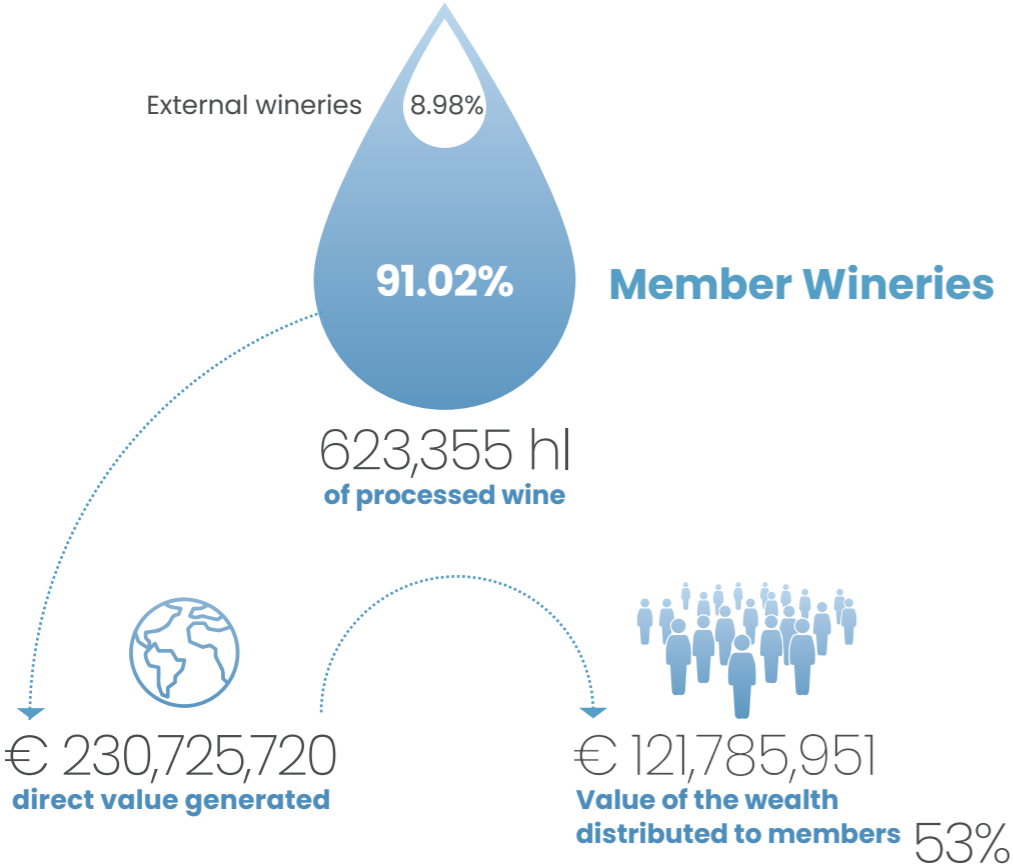 External wineries
8.98%
91.02%
Member Wineries
623,355 hl
of processed wine
€ 230,725,720
direct value generated
€ 121,785,951
Value of the wealth
distributed to members 53%